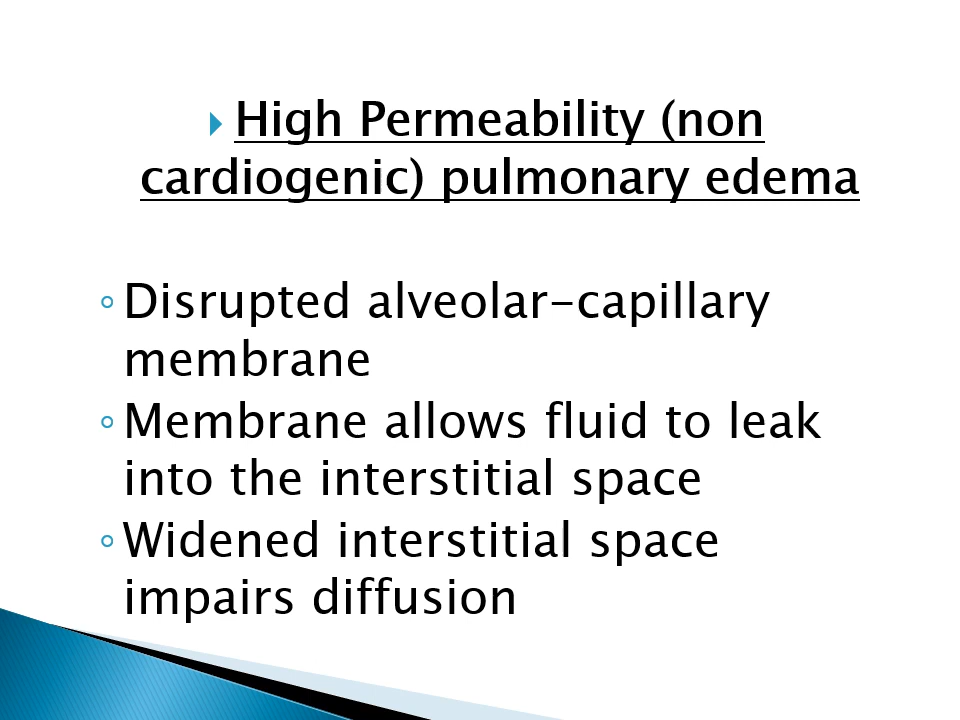 High Permeability (non
cardiogenic) pulmonary edema
Disrupted alveolar-capillary
membrane
Membrane allows fluid to leak
into the interstitial space
Widened interstitial space
impairs diffusion